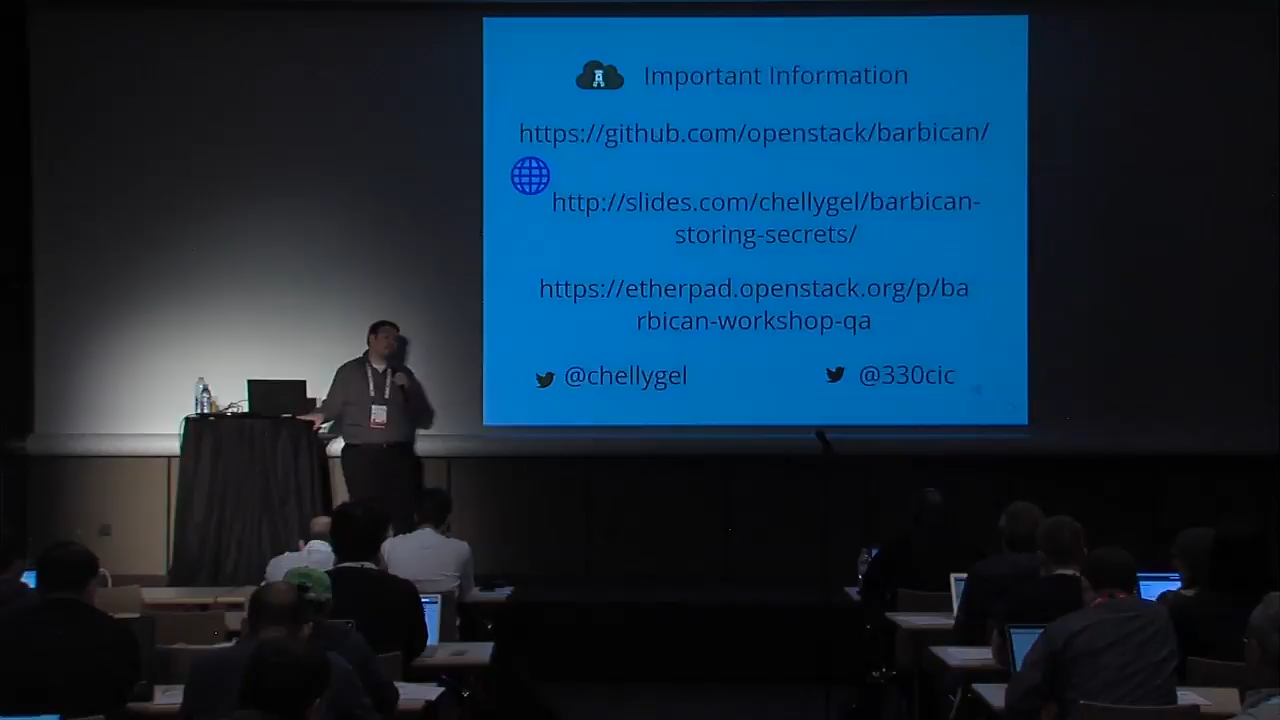 Important Information
https://github.com/openstack/barbican/
http://slides.com/chellygel/barbican-
storing-secrets/
https://etherpad.openstack.org/p/ba
rbican-workshop-qa
@chellygel
@330cic